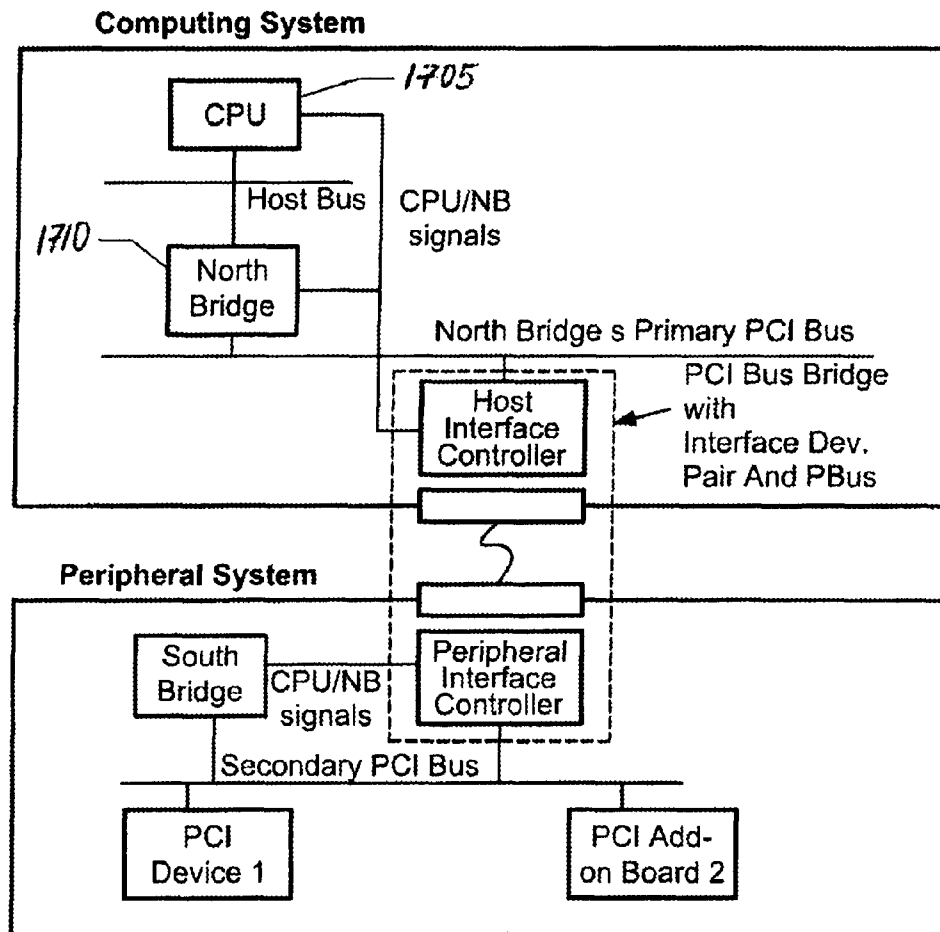 Computing System
1705
CPU
Host Bus
CPU/NB
signals
1710
North
Bridge
North Bridge s Primary PCI Bus
PCI Bus Bridge
with
Interface Dev.
Pair And PBus
Host
Interface
Controller
Peripheral System
South
Bridge
CPU/NB
signals
Peripheral
Interface
Controller
Secondary PCI Bus
PCI
Device 1
PCI Add-
on Board 2